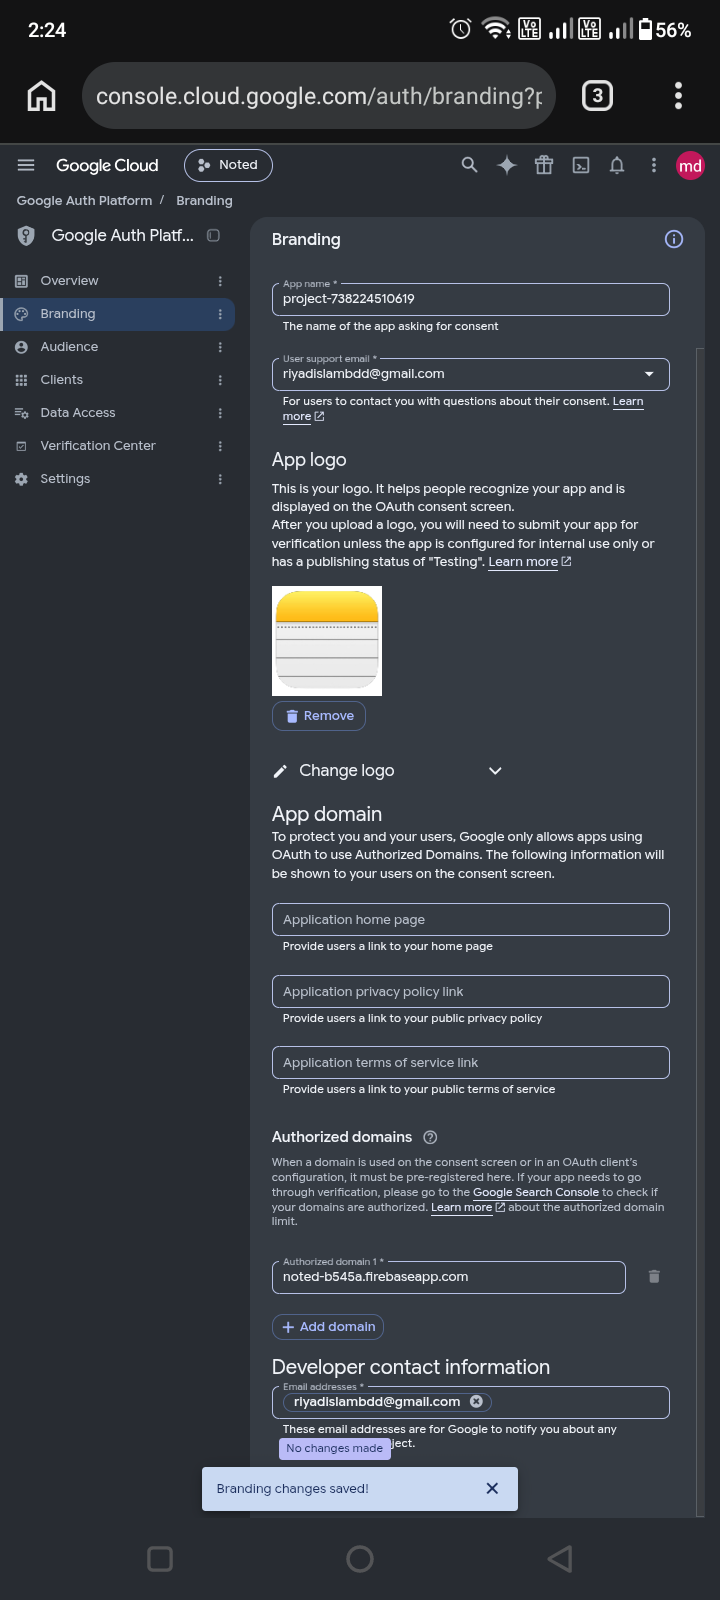 2:24
Vo LTE
Vo LTE
56%
console.cloud.google.com/auth/branding?p
3
Google Cloud
Noted
md
Google Auth Platform / Branding
Google Auth Platf...
Overview
Branding
Audience
Clients
Data Access
Verification Center
Settings
Branding
App name *
project-738224510619
The name of the app asking for consent
User support email *
riyadislambdd@gmail.com
For users to contact you with questions about their consent. Learn
more
App logo
This is your logo. It helps people recognize your app and is
displayed on the OAuth consent screen.
After you upload a logo, you will need to submit your app for
verification unless the app is configured for internal use only or
has a publishing status of "Testing". Learn more
Remove
Change logo
App domain
To protect you and your users, Google only allows apps using
OAuth to use Authorized Domains. The following information will
be shown to your users on the consent screen.
Application home page
Provide users a link to your home page
Application privacy policy link
Provide users a link to your public privacy policy
Application terms of service link
Provide users a link to your public terms of service
Authorized domains
When a domain is used on the consent screen or in an OAuth client's
configuration, it must be pre-registered here. If your app needs to go
through verification, please go to the Google Search Console to check if
your domains are authorized. Learn more about the authorized domain
limit.
Authorized domain 1 *
noted-b545a.firebaseapp.com
+ Add domain
Developer contact information
Email addresses *
riyadislambdd@gmail.com
These email addresses are for Google to notify you about any
No changes made
ject.
Branding changes saved!